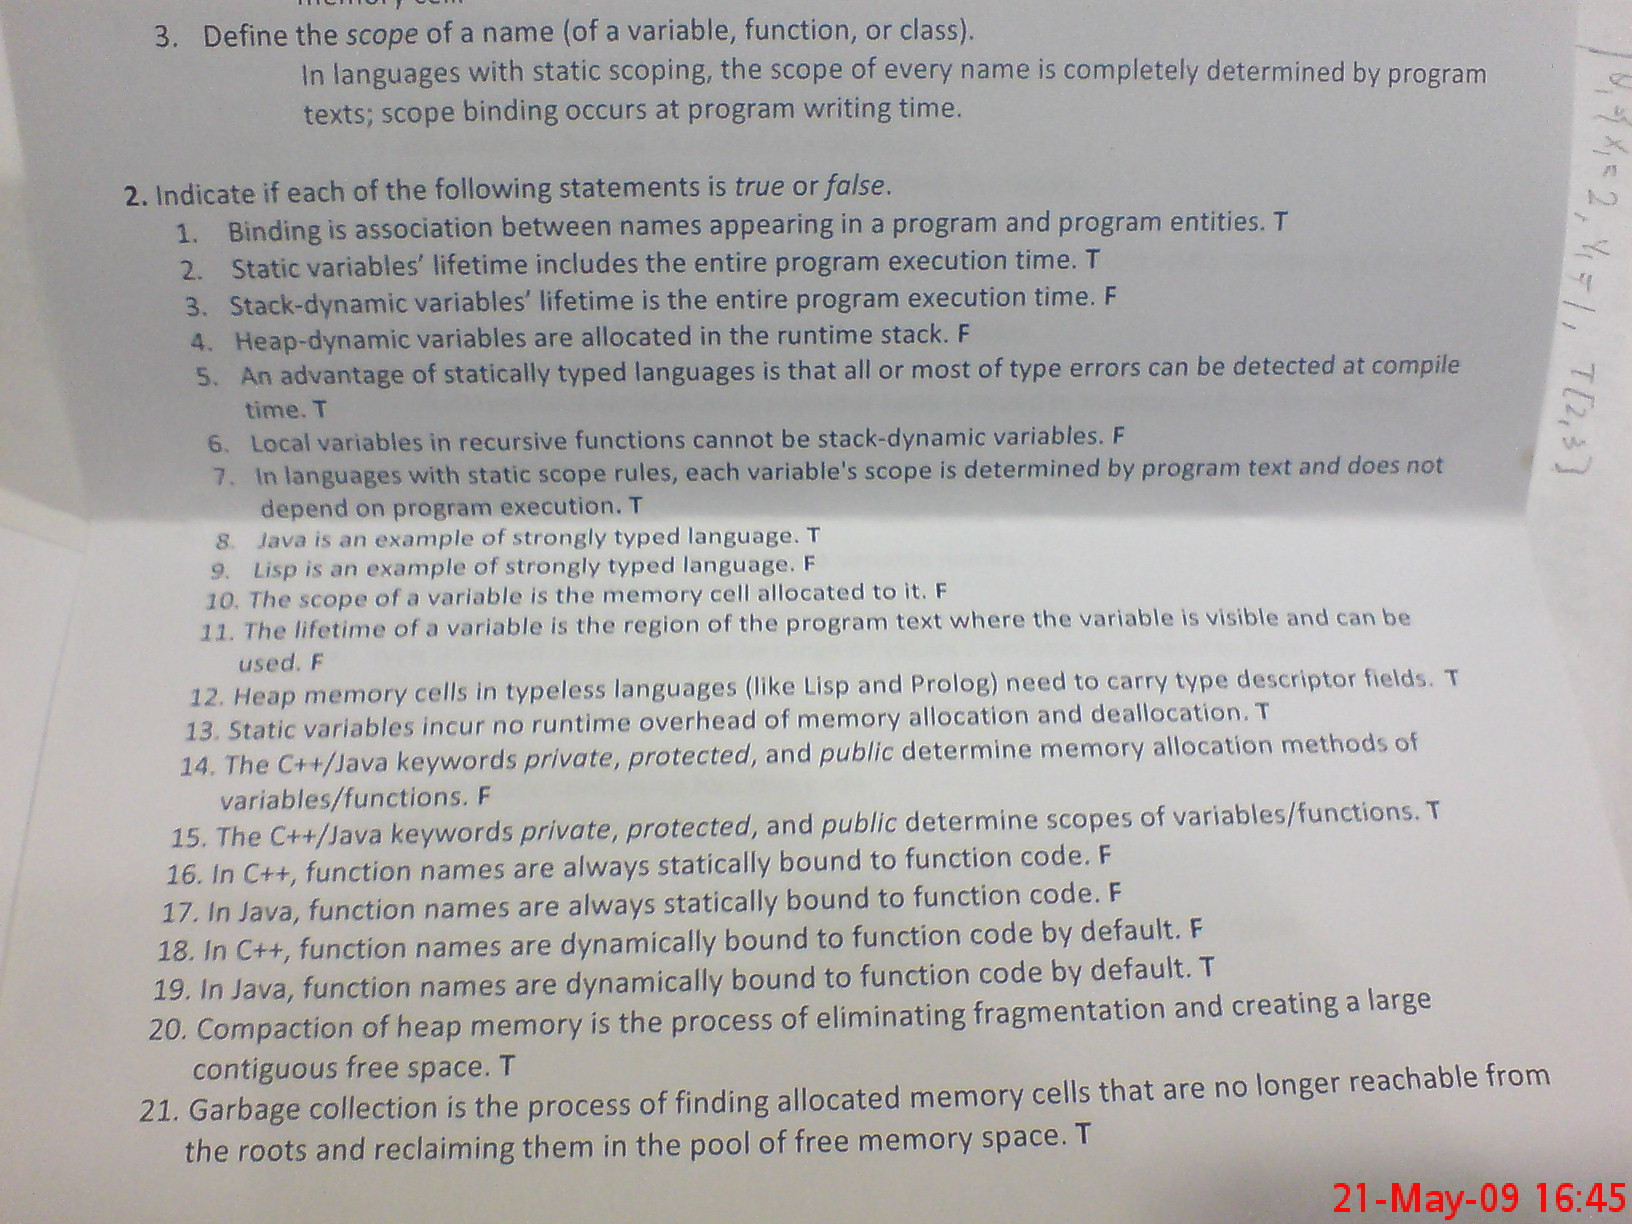 3. Define the scope of a name (of a variable, function, or class).
In languages with static scoping, the scope of every name is completely determined by program
texts; scope binding occurs at program writing time.
2. Indicate if each of the following statements is true or false.
1. Binding is association between names appearing in a program and program entities. T
2. Static variables' lifetime includes the entire program execution time. T
3. Stack-dynamic variables' lifetime is the entire program execution time. F
4. Heap-dynamic variables are allocated in the runtime stack. F
5. An advantage of statically typed languages is that all or most of type errors can be detected at compile
time. T
6. Local variables in recursive functions cannot be stack-dynamic variables. F
7. In languages with static scope rules, each variable's scope is determined by program text and does not
depend on program execution. T
8. Java is an example of strongly typed language. T
9. Lisp is an example of strongly typed language. F
10. The scope of a variable is the memory cell allocated to it. F
11. The lifetime of a variable is the region of the program text where the variable is visible and can be
used. F
12. Heap memory cells in typeless languages (like Lisp and Prolog) need to carry type descriptor fields. T
13. Static variables incur no runtime overhead of memory allocation and deallocation. T
14. The C++/Java keywords private, protected, and public determine memory allocation methods of
variables/functions. F
15. The C++/Java keywords private, protected, and public determine scopes of variables/functions. T
16. In C++, function names are always statically bound to function code. F
17. In Java, function names are always statically bound to function code. F
18. In C++, function names are dynamically bound to function code by default. F
19. In Java, function names are dynamically bound to function code by default. T
20. Compaction of heap memory is the process of eliminating fragmentation and creating a large
contiguous free space. T
21. Garbage collection is the process of finding allocated memory cells that are no longer reachable from
the roots and reclaiming them in the pool of free memory space. T
21-May-09 16:45